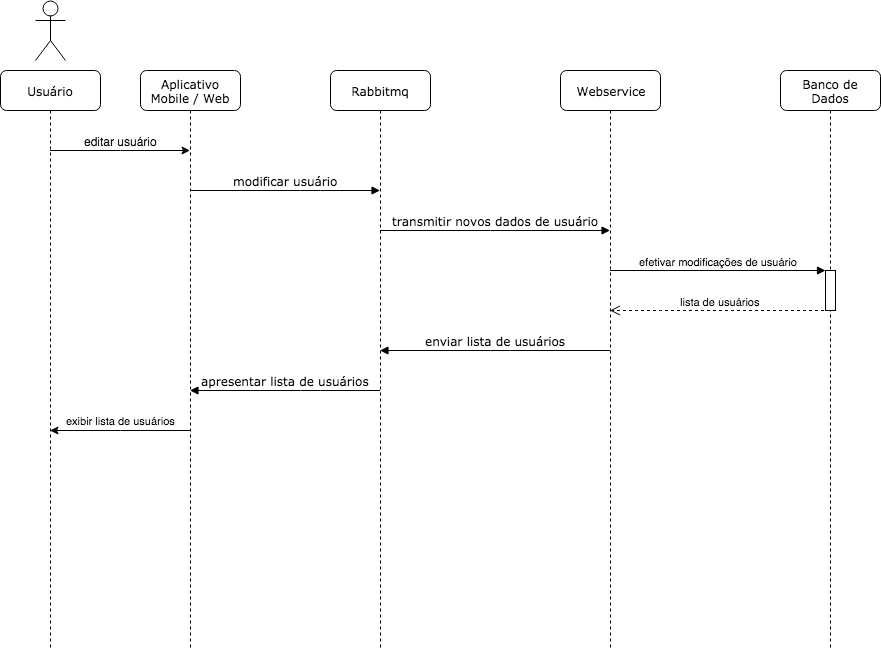 Usuário
Aplicativo
Mobile / Web
Rabbitmq
Webservice
Banco de
Dados
editar usuário
modificar usuário
transmitir novos dados de usuário
efetivar modificações de usuário
lista de usuários
enviar lista de usuários
apresentar lista de usuários
exibir lista de usuários